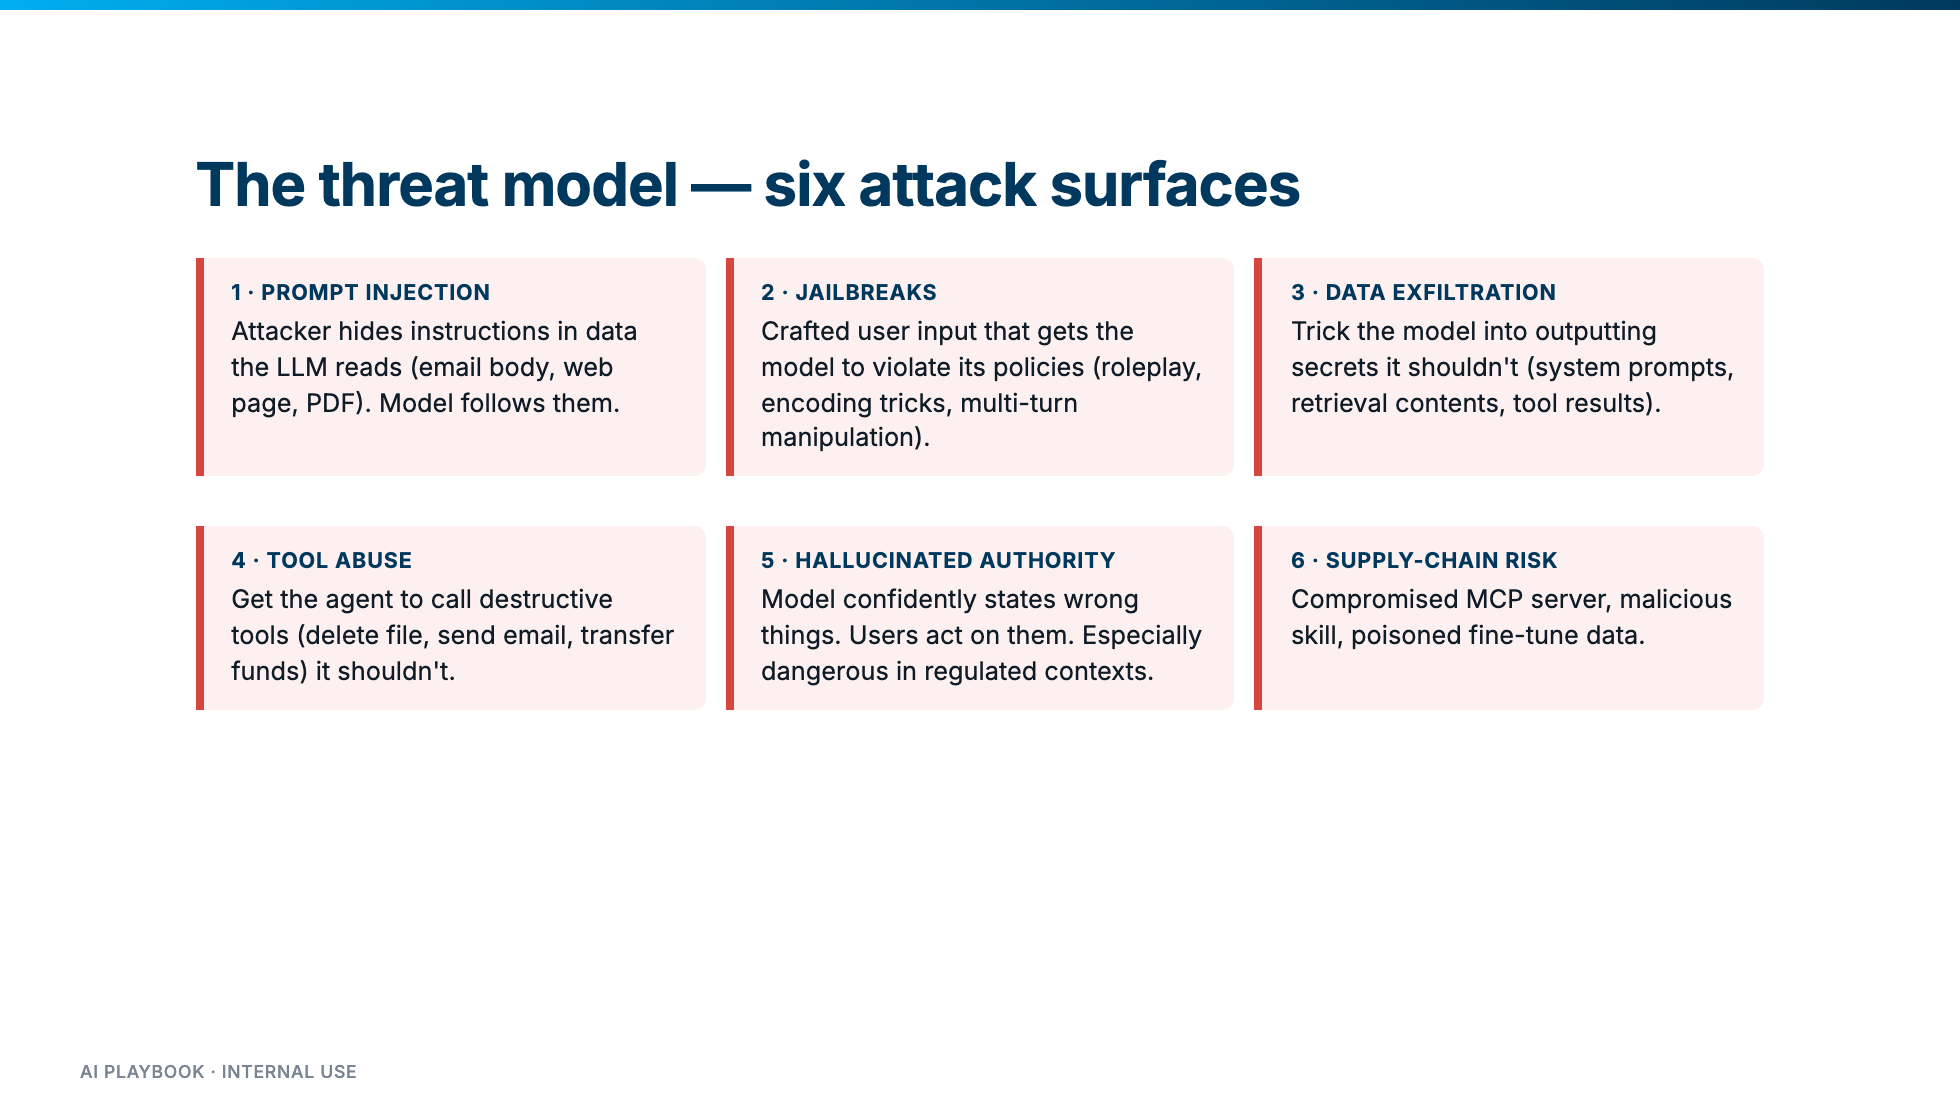 The threat model — six attack surfaces
1 · PROMPT INJECTION
Attacker hides instructions in data
the LLM reads (email body, web
page, PDF). Model follows them.
2 · JAILBREAKS
Crafted user input that gets the
model to violate its policies (roleplay,
encoding tricks, multi-turn
manipulation).
3 · DATA EXFILTRATION
Trick the model into outputting
secrets it shouldn't (system prompts,
retrieval contents, tool results).
4 · TOOL ABUSE
Get the agent to call destructive
tools (delete file, send email, transfer
funds) it shouldn't.
5 · HALLUCINATED AUTHORITY
Model confidently states wrong
things. Users act on them. Especially
dangerous in regulated contexts.
6 · SUPPLY-CHAIN RISK
Compromised MCP server, malicious
skill, poisoned fine-tune data.
AI PLAYBOOK · INTERNAL USE